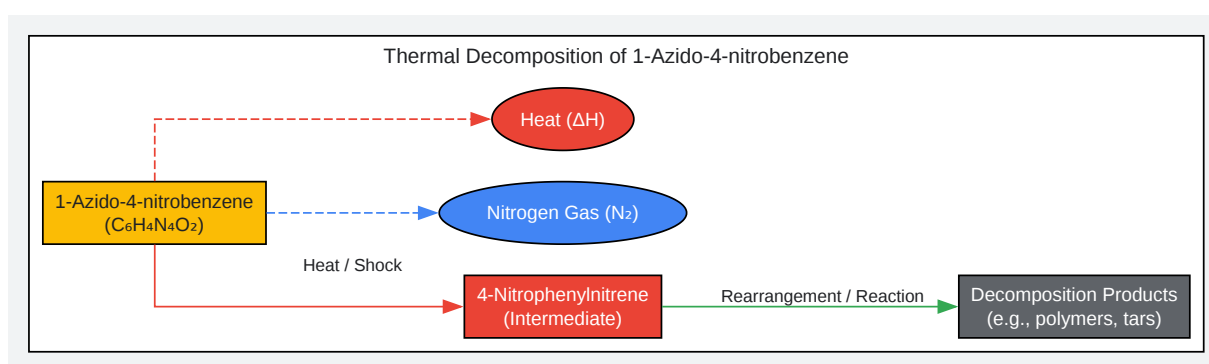 Thermal Decomposition of 1-Azido-4-nitrobenzene
Heat (ΔH)
1-Azido-4-nitrobenzene
(C₆H₄N₄O₂)
Nitrogen Gas (N₂)
Heat / Shock
4-Nitrophenylnitrene
(Intermediate)
Rearrangement / Reaction
Decomposition Products
(e.g., polymers, tars)